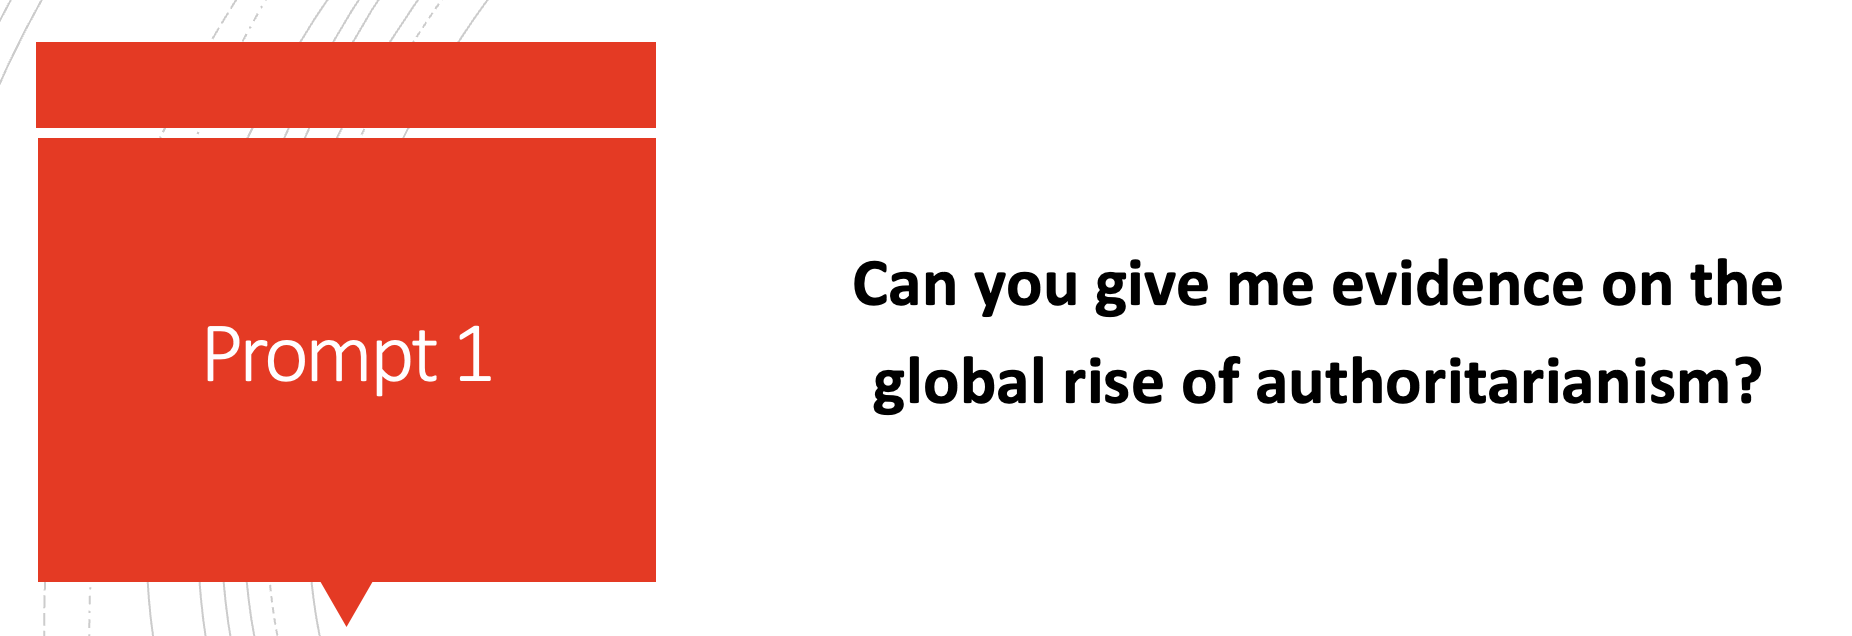 Prompt 1
Can you give me evidence on the
global rise of authoritarianism?